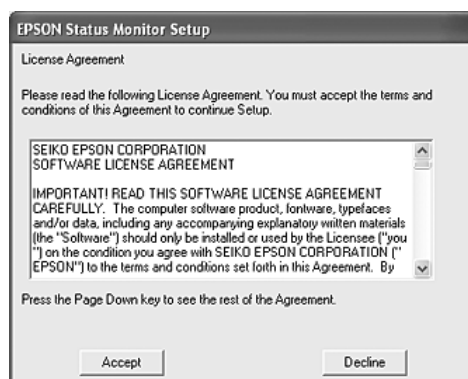 EPSON Status Monitor Setup
License Agreement
Please read the following License Agreement. You must accept the terms and
conditions of this Agreement to continue Setup.
SEIKO EPSON CORPORATION
SOFTWARE LICENSE AGREEMENT
IMPORTANT! READ THIS SOFTWARE LICENSE AGREEMENT
CAREFULLY. The computer software product, fontware, typefaces
and/or data, including any accompanying explanatory written materials
(the "Software") should only be installed or used by the Licensee ("you
") on the condition you agree with SEIKO EPSON CORPORATION ("
EPSON") to the terms and conditions set forth in this Agreement. By
Press the Page Down key to see the rest of the Agreement.
Accept
Decline